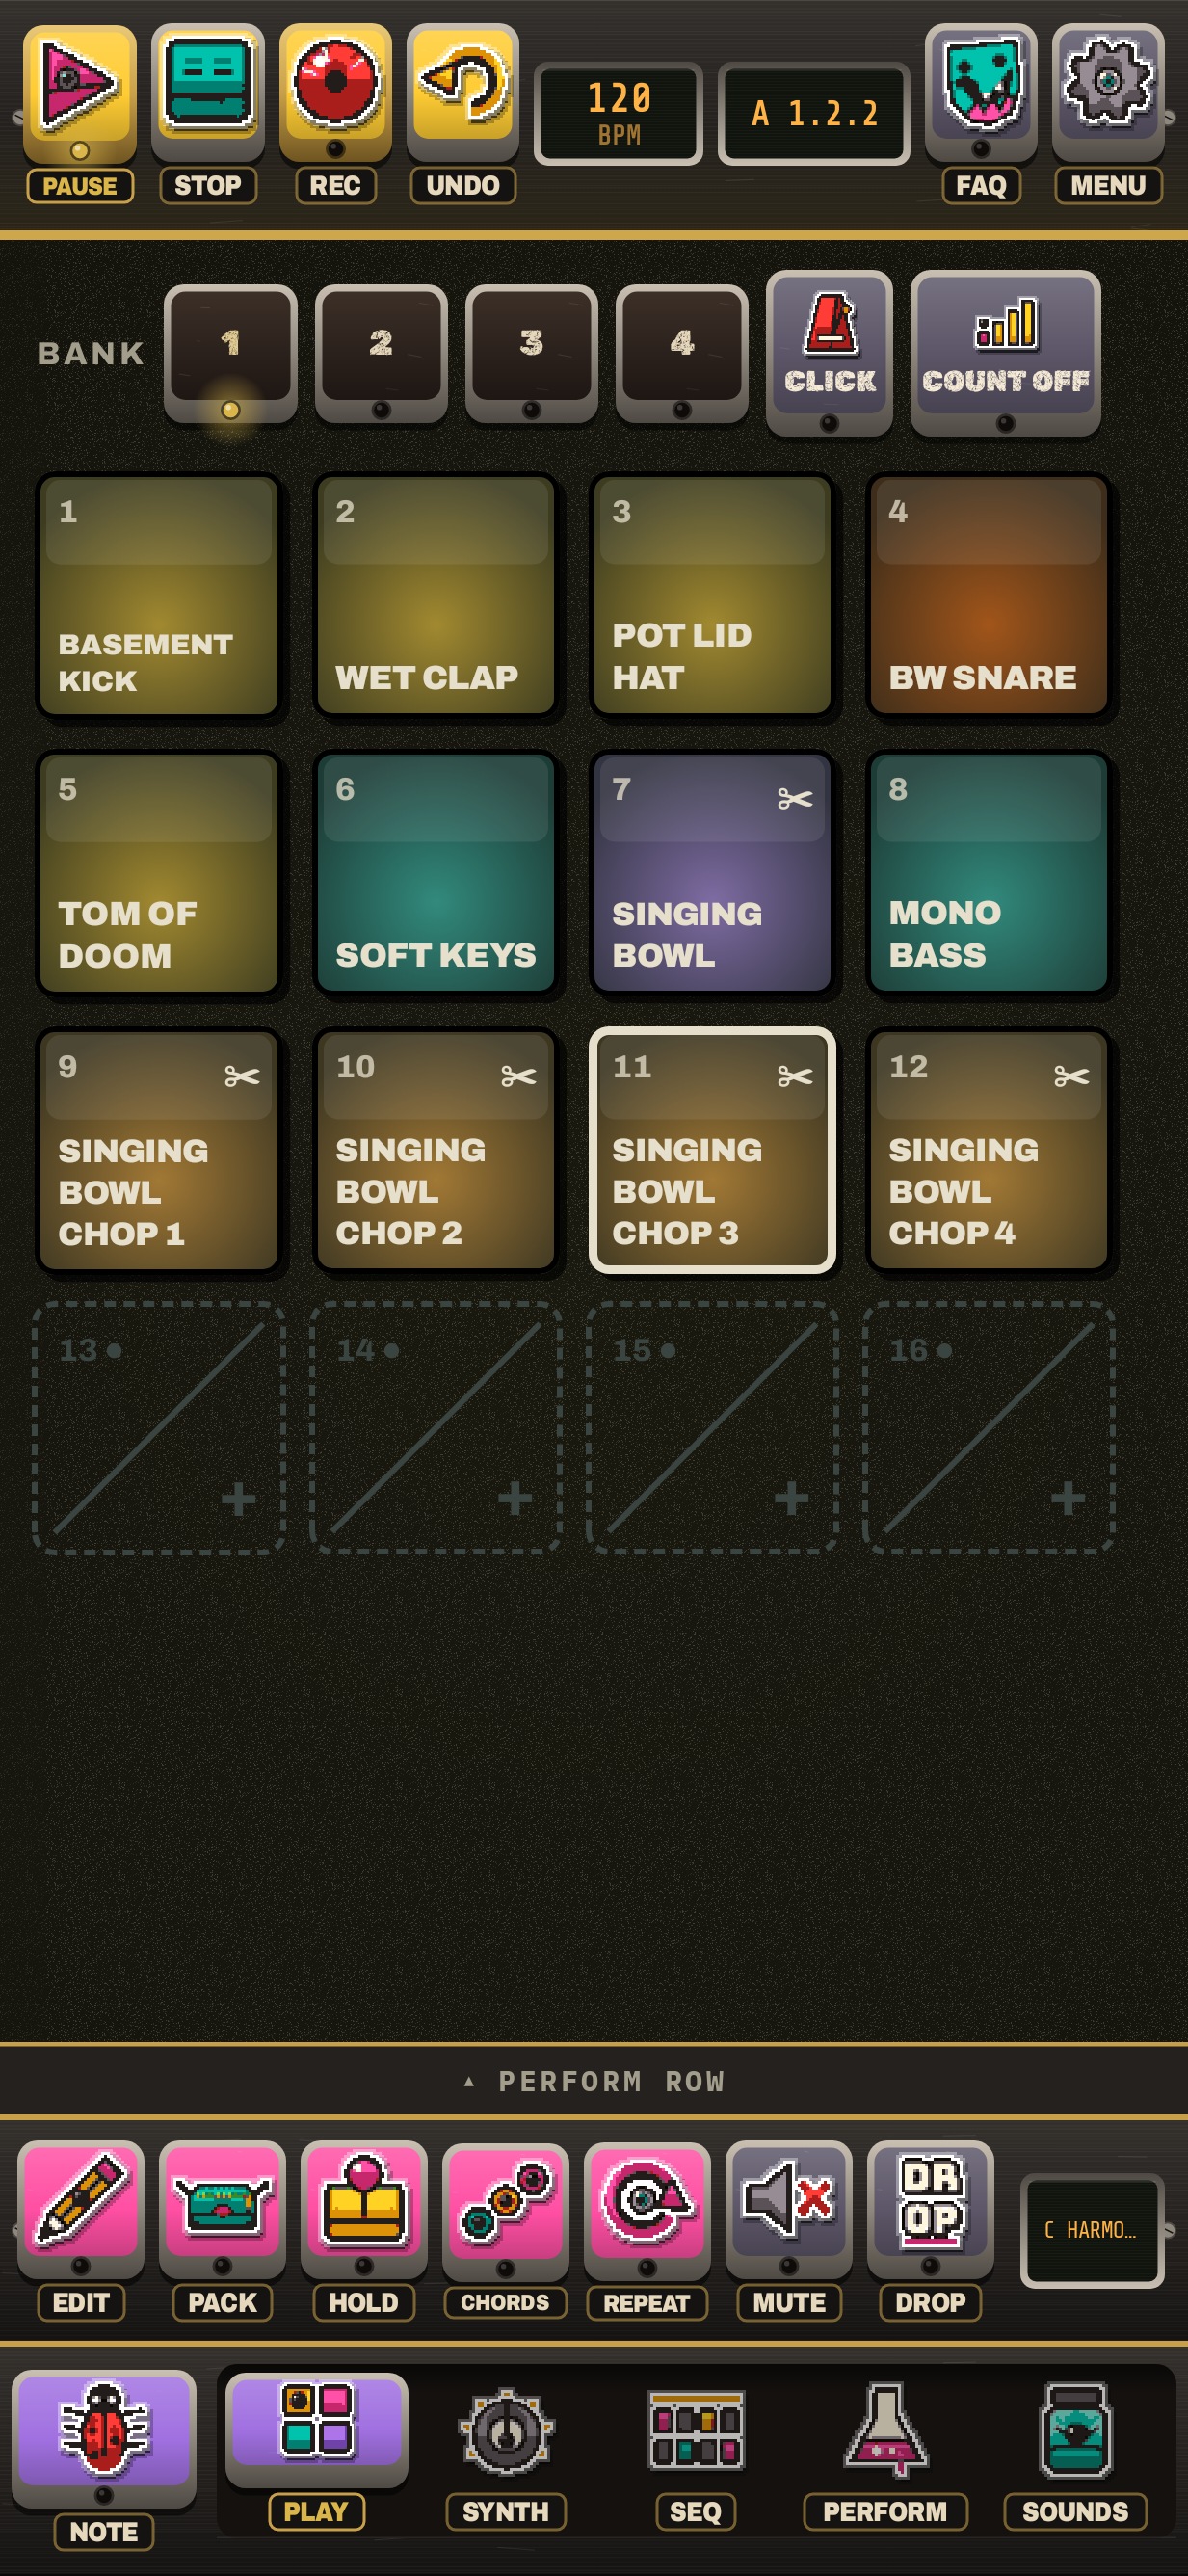 PAUSE
STOP
REC
UNDO
120
BPM
A 1.2.2
FAQ
MENU
BANK
1
2
3
4
CLICK
COUNT OFF
1
BASEMENT
KICK
2
WET CLAP
3
POT LID
HAT
4
BW SNARE
5
TOM OF
DOOM
6
SOFT KEYS
7
SINGING
BOWL
8
MONO
BASS
9
SINGING
BOWL
CHOP 1
10
SINGING
BOWL
CHOP 2
11
SINGING
BOWL
CHOP 3
12
SINGING
BOWL
CHOP 4
13
14
15
16
▲ PERFORM ROW
EDIT
PACK
HOLD
CHORDS
REPEAT
MUTE
DR
OP
DROP
C HARMO…
NOTE
PLAY
SYNTH
SEQ
PERFORM
SOUNDS